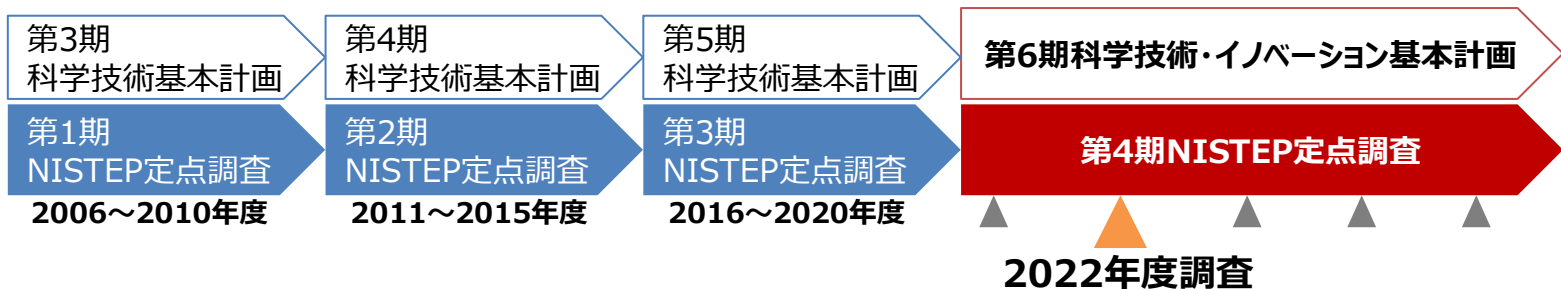 第3期
科学技術基本計画
第4期
科学技術基本計画
第5期
科学技術基本計画
第6期科学技術・イノベーション基本計画
第1期
NISTEP定点調査
第2期
NISTEP定点調査
第3期
NISTEP定点調査
第4期NISTEP定点調査
2006～2010年度
2011～2015年度
2016～2020年度
2022年度調査